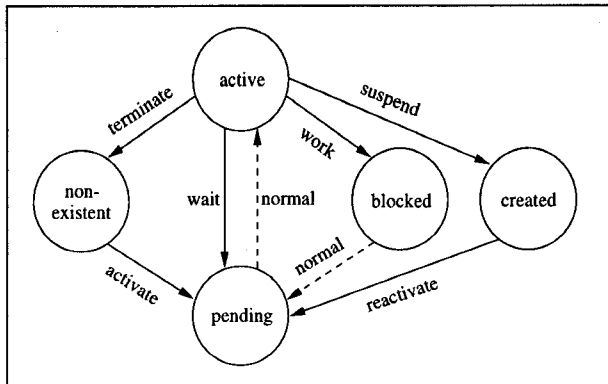 active
suspend
terminate
work
non-
existent
wait
normal
blocked
created
normal
activate
reactivate
pending